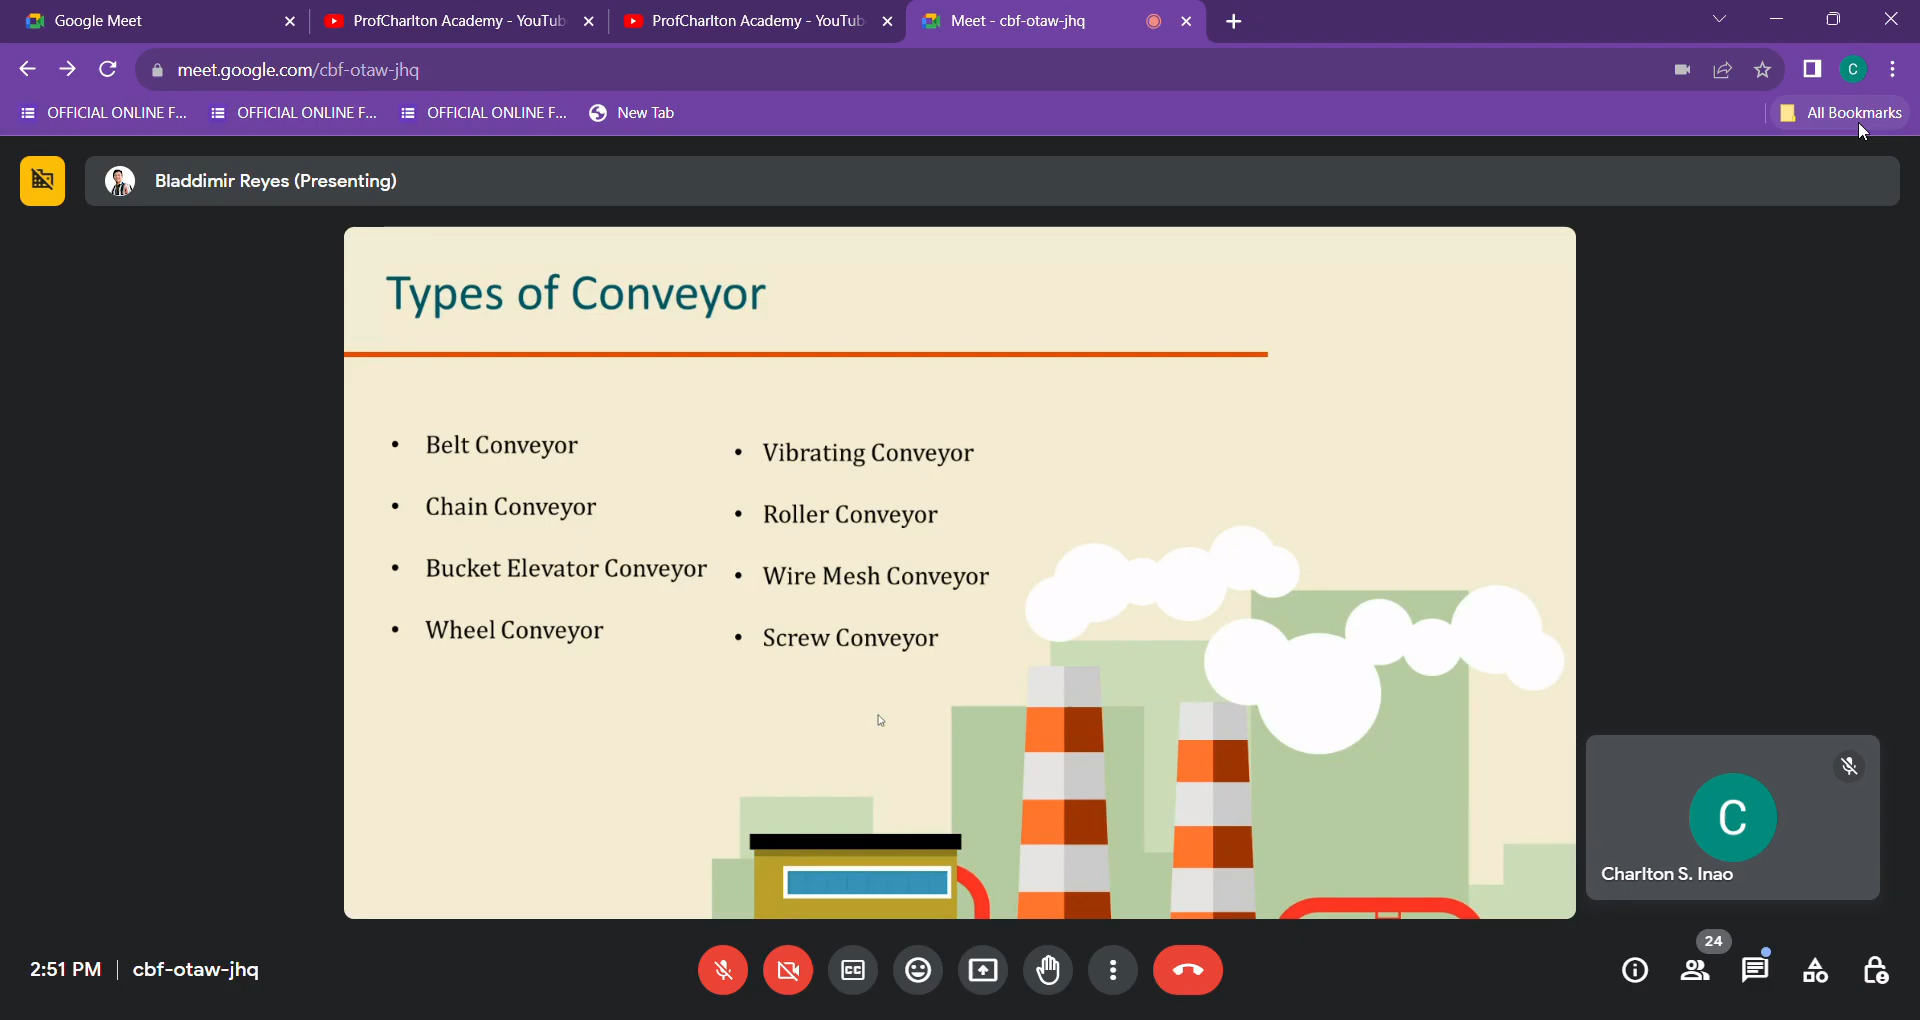 Google Meet
ProfCharlton Academy - YouTub
ProfCharlton Academy - YouTub
Meet - cbf-otaw-jhq
meet.google.com/cbf-otaw-jhq
C
OFFICIAL ONLINE F...
OFFICIAL ONLINE F...
OFFICIAL ONLINE F...
New Tab
All Bookmarks
Bladdimir Reyes (Presenting)
Types of Conveyor
• Belt Conveyor
• Chain Conveyor
• Bucket Elevator Conveyor
• Wheel Conveyor
• Vibrating Conveyor
• Roller Conveyor
• Wire Mesh Conveyor
• Screw Conveyor
C
Charlton S. Inao
2:51 PM | cbf-otaw-jhq
CC
24